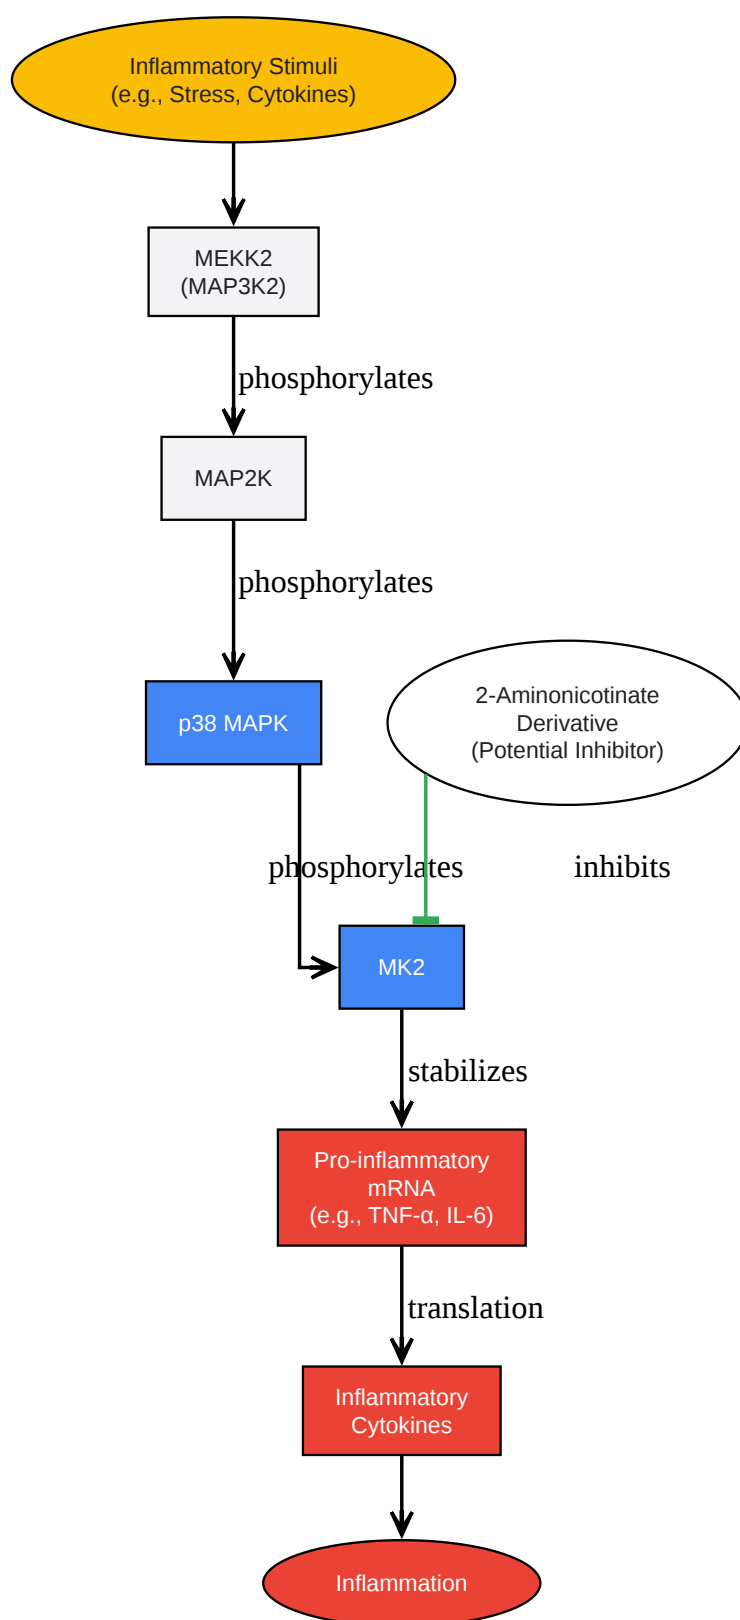 Inflammatory Stimuli
(e.g., Stress, Cytokines)
MEKK2
(MAP3K2)
phosphorylates
MAP2K
phosphorylates
p38 MAPK
2-Aminonicotinate
Derivative
(Potential Inhibitor)
phosphorylates
inhibits
MK2
stabilizes
Pro-inflammatory
mRNA
(e.g., TNF-α, IL-6)
translation
Inflammatory
Cytokines
Inflammation